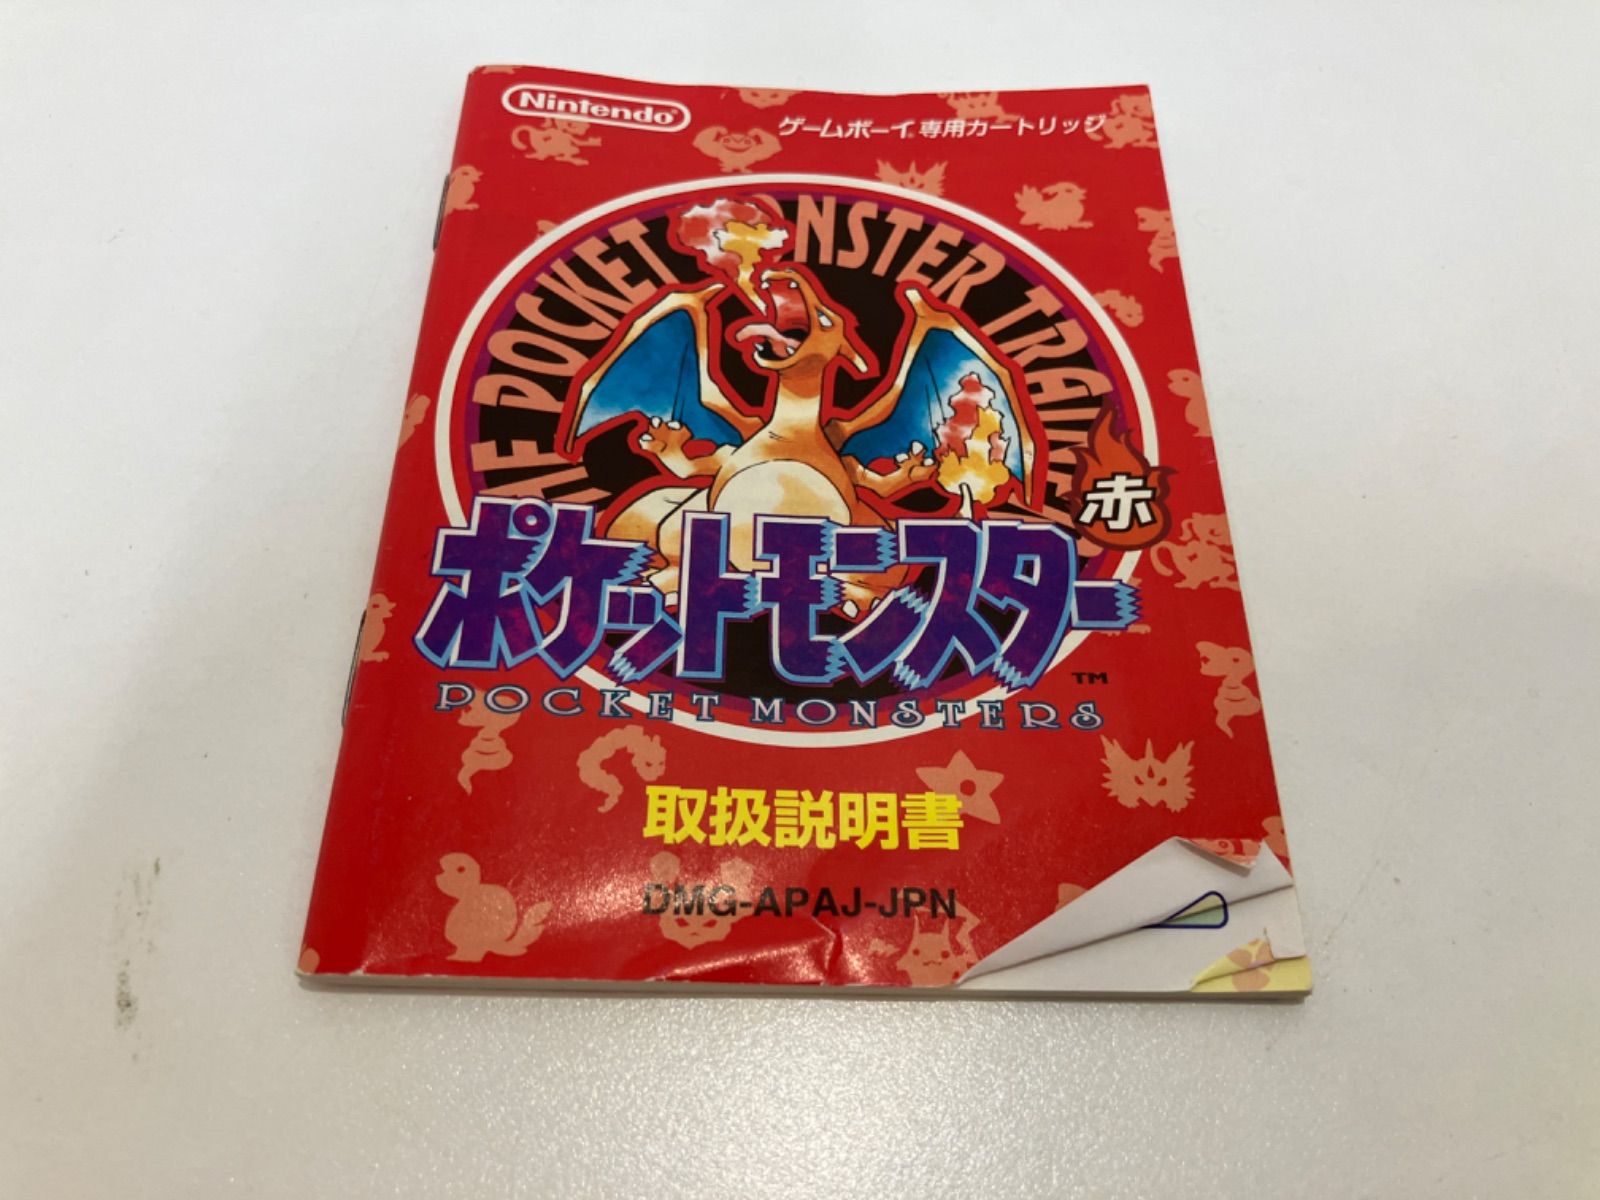 Nintendo
ゲームボーイ専用カートリッジ
POCKET MONSTER
赤
ポケットモンスター
TM
POCKET MONSTERS
取扱説明書
DMG-APAJ-JPN